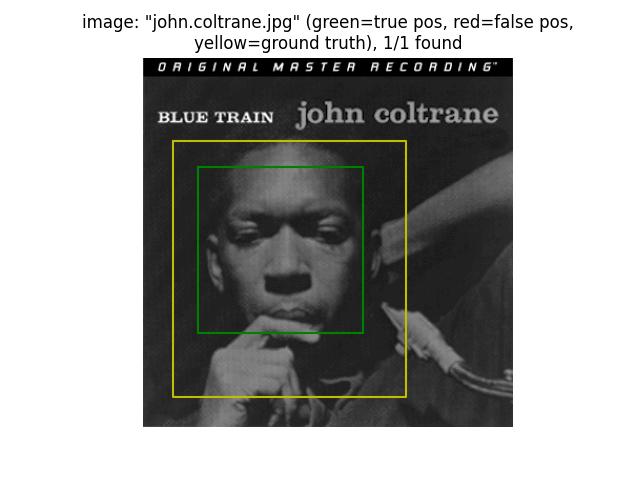 image: "john.coltrane.jpg" (green=true pos, red=false pos,
yellow=ground truth), 1/1 found
ORIGINAL MASTER RECORDING™
BLUE TRAIN john coltrane